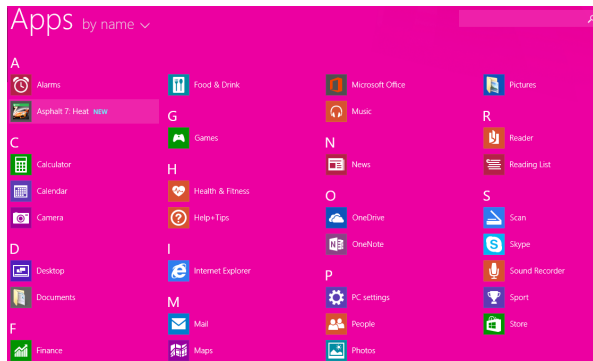 Apps by name
A
Alarms
Asphalt 7: Heat NEW
C
Calculator
Calendar
Camera
D
Desktop
Documents
F
Finance
Food & Drink
G
Games
H
Health & Fitness
Help+Tips
I
Internet Explorer
M
Mail
Maps
Microsoft Office
Music
N
News
O
OneDrive
OneNote
P
PC settings
People
Photos
Pictures
R
Reader
Reading List
S
Scan
Skype
Sound Recorder
Sport
Store